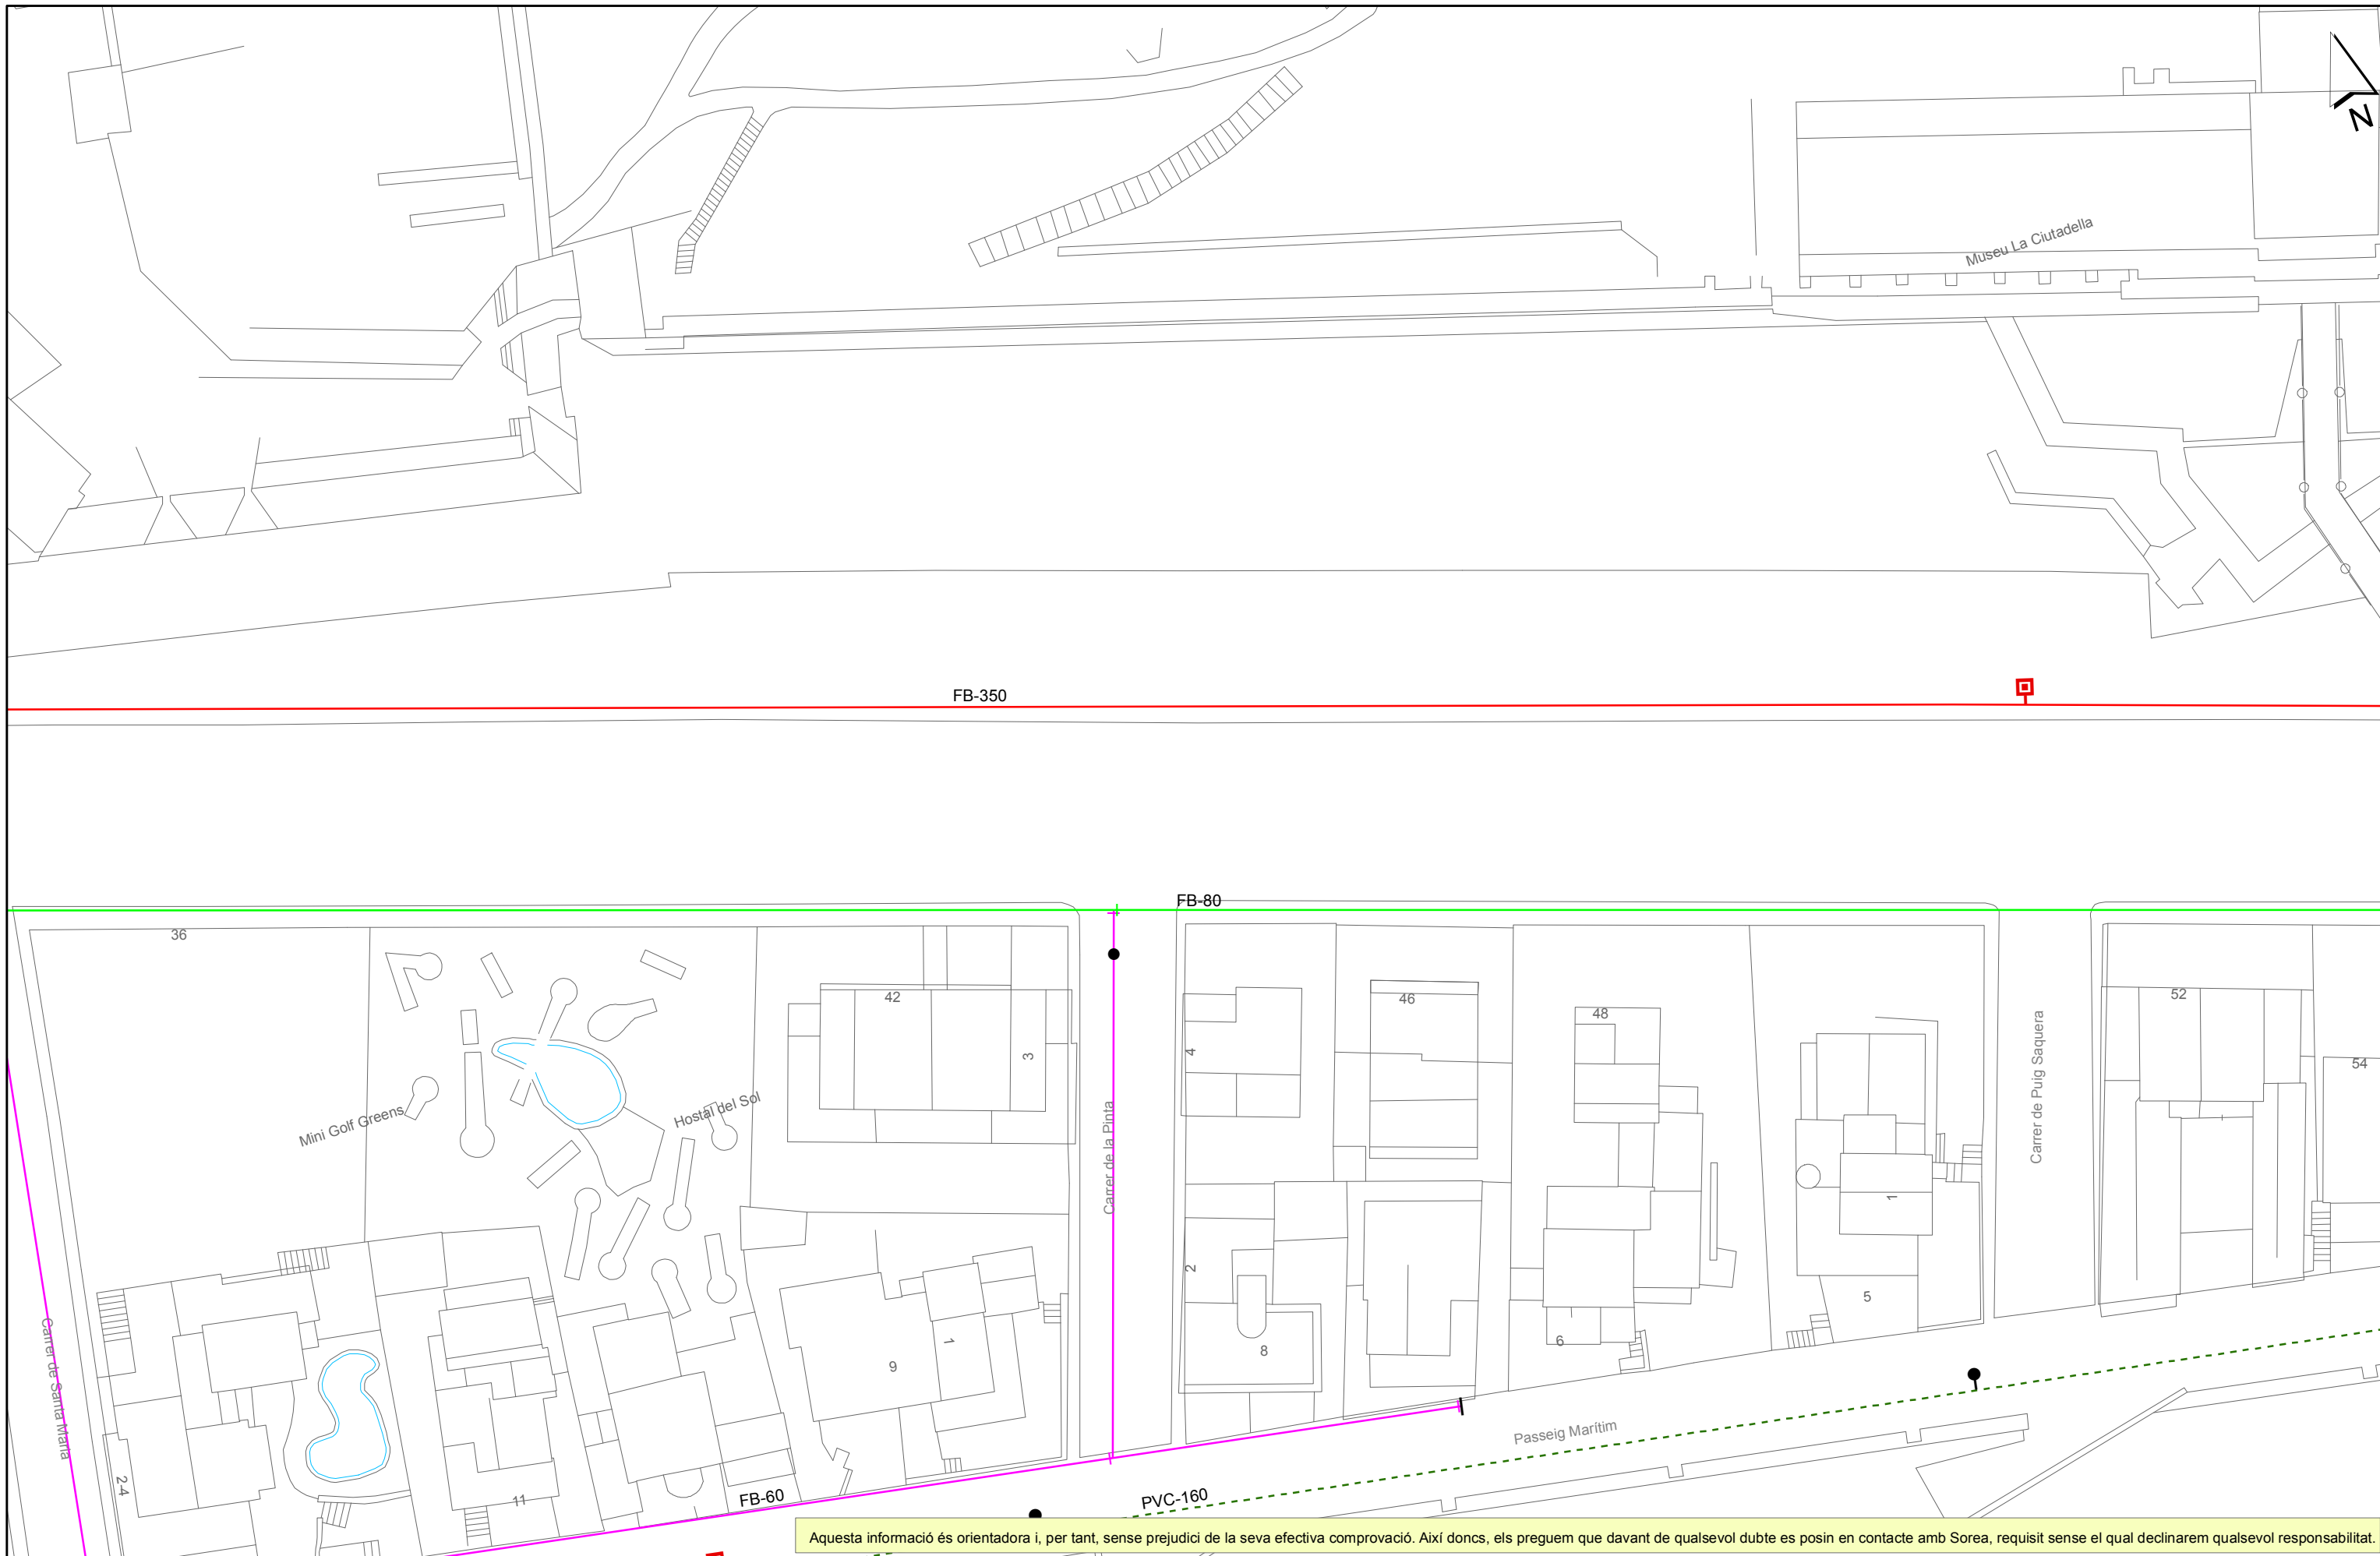 N
Museu La Ciutadella
FB-350
FB-80
36
42
46
48
52
54
3
4
Mini Golf Greens
Hostal del Sol
Carrer de la Pinta
Carrer de Puig Saquera
1
2
5
6
8
9
1
11
24
Carrer de Santa Maria
Passeig Marítim
FB-60
PVC-160
Aquesta informació és orientadora i, per tant, sense prejudici de la seva efectiva comprovació. Així doncs, els preguem que davant de qualsevol dubte es posin en contacte amb Sorea, requisit sense el qual declinarem qualsevol responsabilitat.